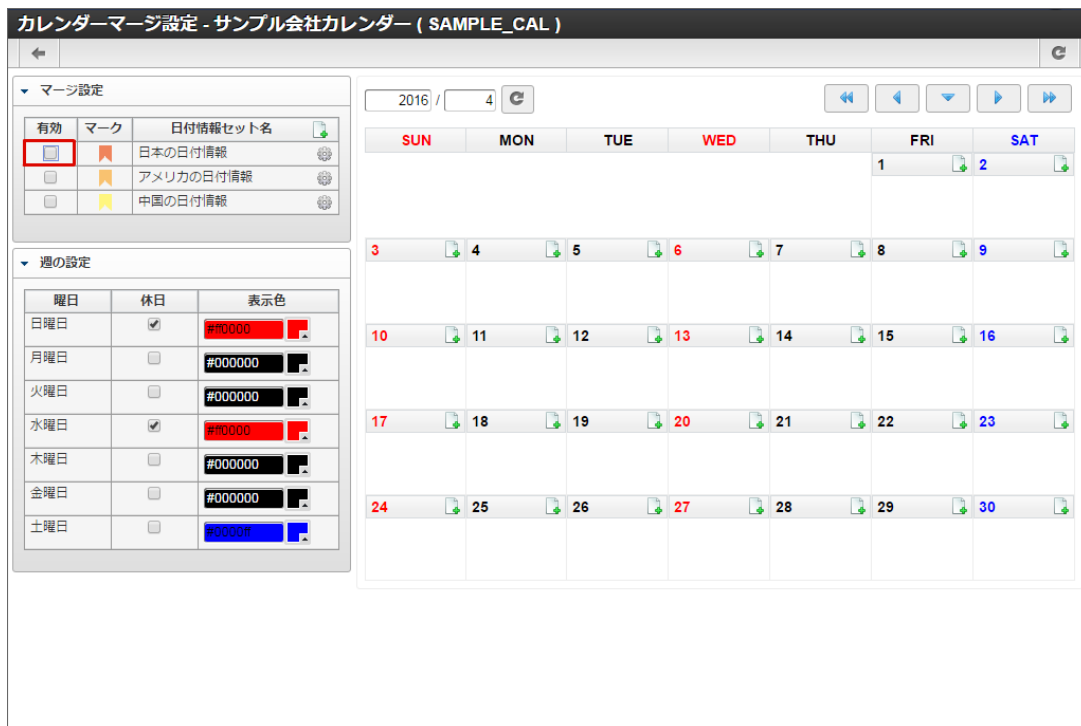 カレンダーマージ設定 - サンプル会社カレンダー ( SAMPLE_CAL )
マージ設定
有効 マーク 日付情報セット名
日本の日付情報
アメリカの日付情報
中国の日付情報
週の設定
曜日 休日 表示色
日曜日 #ff0000
月曜日 #000000
火曜日 #000000
水曜日 #ff0000
木曜日 #000000
金曜日 #000000
土曜日 #0000ff
2016 / 4
SUN MON TUE WED THU FRI SAT
1 2
3 4 5 6 7 8 9
10 11 12 13 14 15 16
17 18 19 20 21 22 23
24 25 26 27 28 29 30